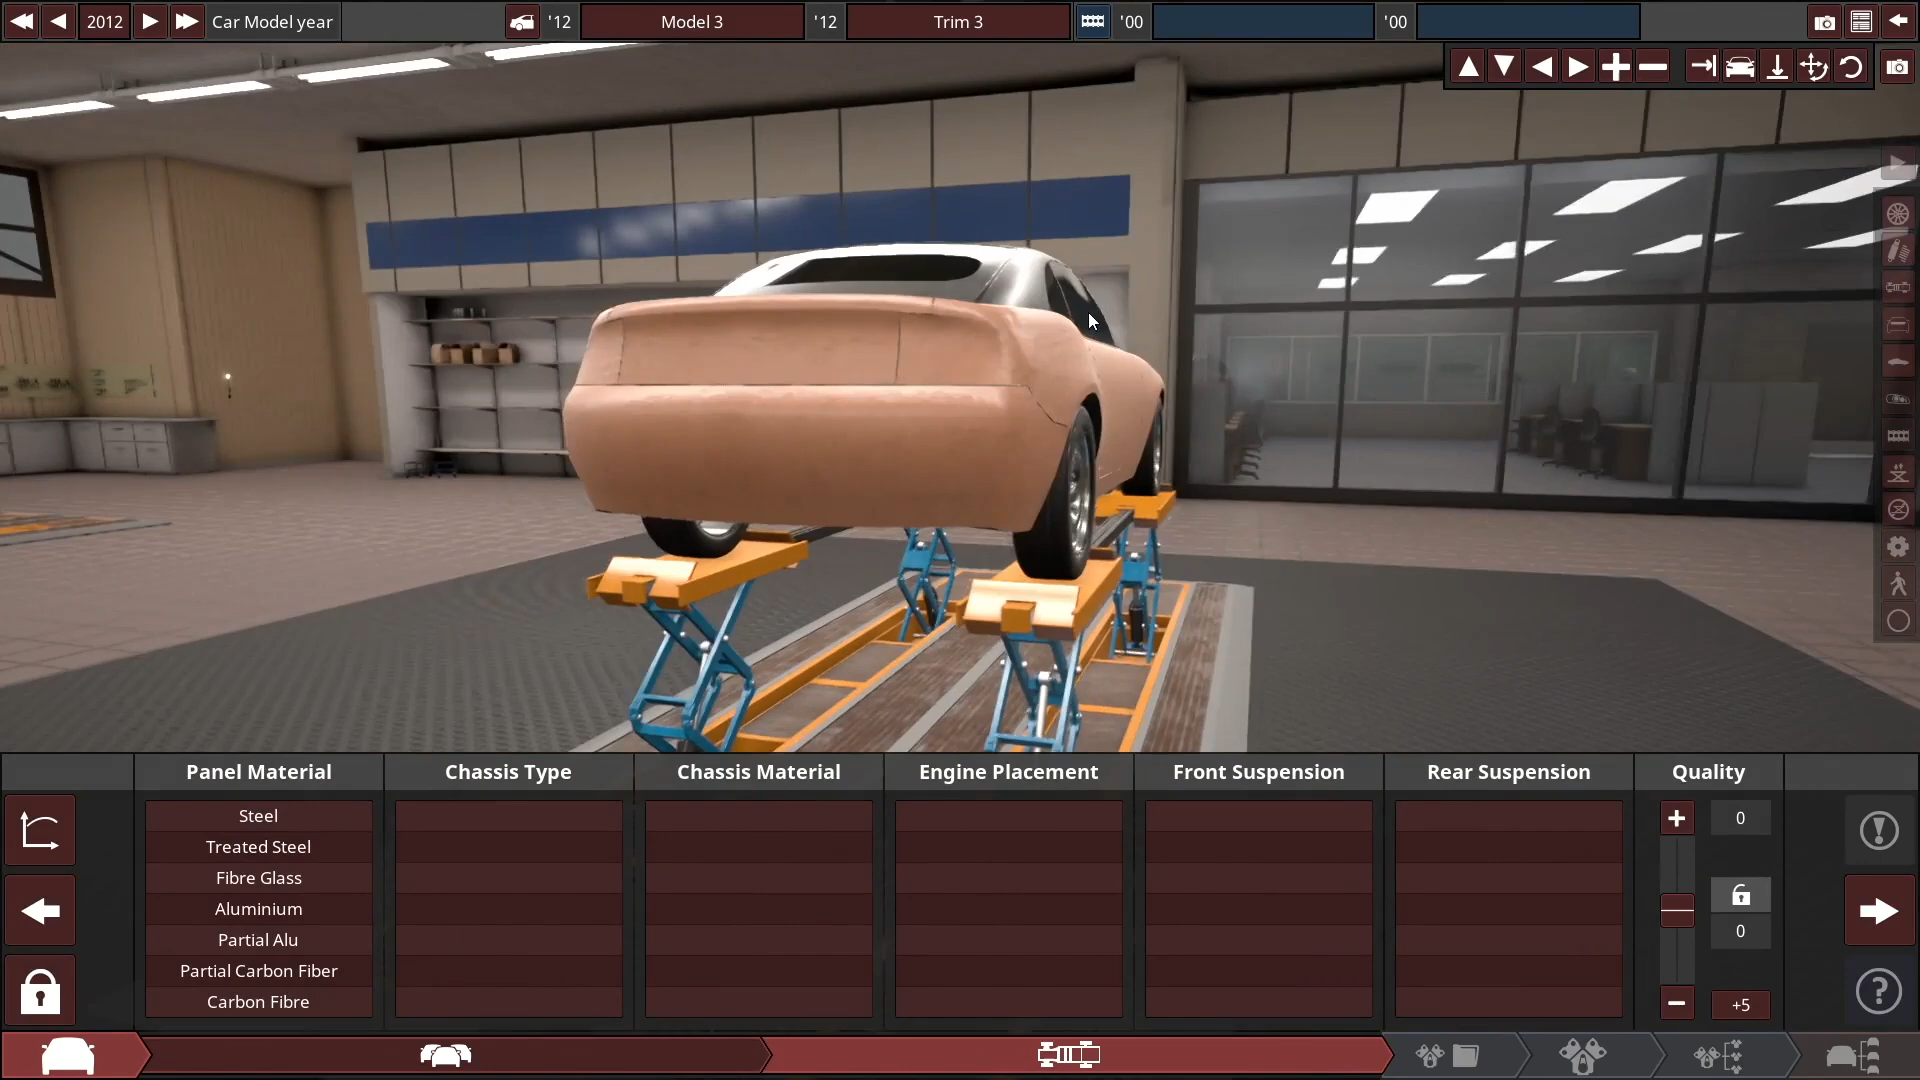 2012 Car Model year '12 Model 3 '12 Trim 3 '00 '00
Panel Material Chassis Type Chassis Material Engine Placement Front Suspension Rear Suspension Quality
Steel
Treated Steel
Fibre Glass
Aluminium
Partial Alu
Partial Carbon Fiber
Carbon Fibre
0
0
+5